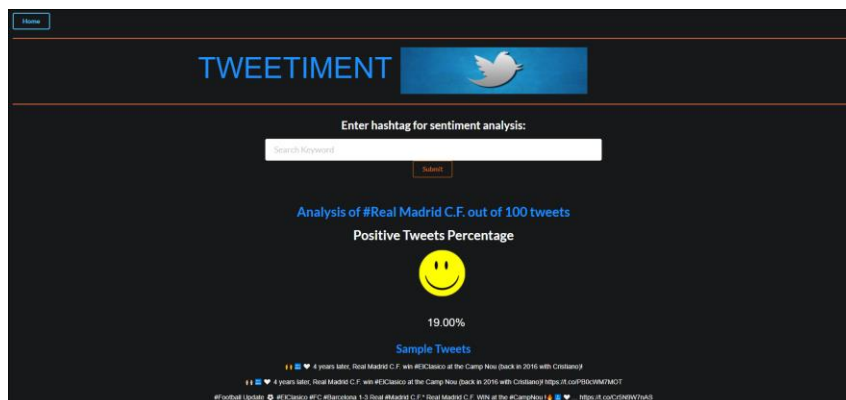 Home
TWEETIMENT
Enter hashtag for sentiment analysis:
Search Keyword
Submit
Analysis of #Real Madrid C.F. out of 100 tweets
Positive Tweets Percentage
19.00%
Sample Tweets
4 years later, Real Madrid C.F. win #ElClasico at the Camp Nou (back in 2016 with Cristiano)!
4 years later, Real Madrid C.F. win #ElClasico at the Camp Nou (back in 2016 with Cristiano)! https://t.co/PB0cWM7MOT
#Football Update ⚽ #ElClasico #FC #Barcelona 1-3 Real #Madrid C.F.* Real Madrid C.F. WIN at the #CampNou !